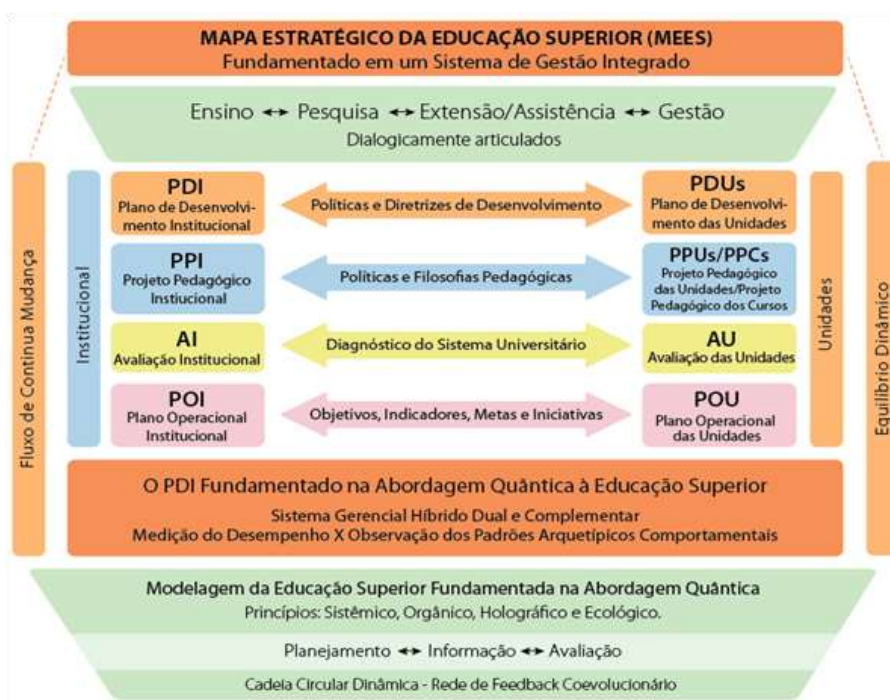 MAPA ESTRATÉGICO DA EDUCAÇÃO SUPERIOR (MEES)
Fundamentado em um Sistema de Gestão Integrado
Ensino ↔ Pesquisa ↔ Extensão/Assistência ↔ Gestão
Dialogicamente articulados
Fluxo de Contínua Mudança
Institucional
PDI
Plano de Desenvolvi-
mento Institucional
Políticas e Diretrizes de Desenvolvimento
PDUs
Plano de Desenvolvi-
mento das Unidades
PPI
Projeto Pedagógico
Instiucional
Políticas e Filosofias Pedagógicas
PPUs/PPCs
Projeto Pedagógico
das Unidades/Projeto
Pedagógico dos Cursos
AI
Avaliação Institucional
Diagnóstico do Sistema Universitário
AU
Avaliação das Unidades
POI
Plano Operacional
Institucional
Objetivos, Indicadores, Metas e Iniciativas
POU
Plano Operacional
das Unidades
Unidades
Equilíbrio Dinâmico
O PDI Fundamentado na Abordagem Quântica à Educação Superior
Sistema Gerencial Híbrido Dual e Complementar
Medição do Desempenho X Observação dos Padrões Arquetípicos Comportamentais
Modelagem da Educação Superior Fundamentada na Abordagem Quântica
Princípios: Sistêmico, Orgânico, Holográfico e Ecológico.
Planejamento ↔ Informação ↔ Avaliação
Cadeia Circular Dinâmica - Rede de Feedback Coevolucionário